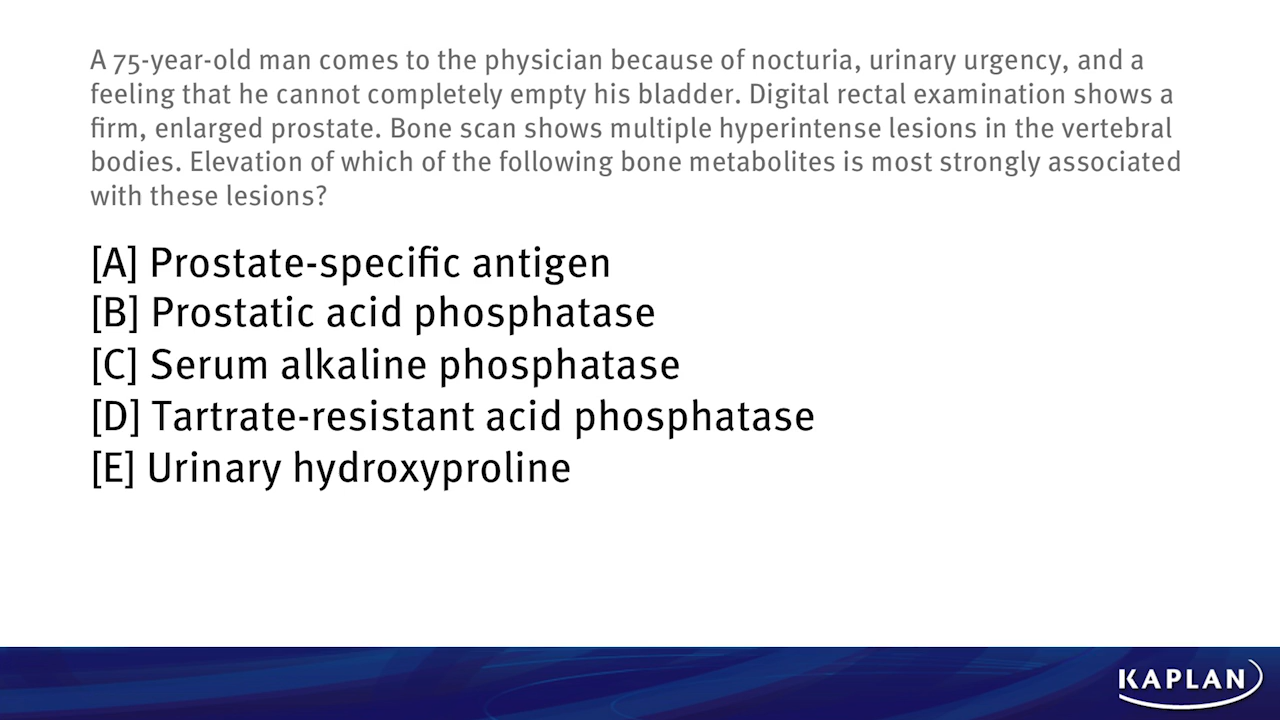 A 75-year-old man comes to the physician because of nocturia, urinary urgency, and a
feeling that he cannot completely empty his bladder. Digital rectal examination shows a
firm, enlarged prostate. Bone scan shows multiple hyperintense lesions in the vertebral
bodies. Elevation of which of the following bone metabolites is most strongly associated
with these lesions?
[A] Prostate-specific antigen
[B] Prostatic acid phosphatase
[C] Serum alkaline phosphatase
[D] Tartrate-resistant acid phosphatase
[E] Urinary hydroxyproline
KAPLAN